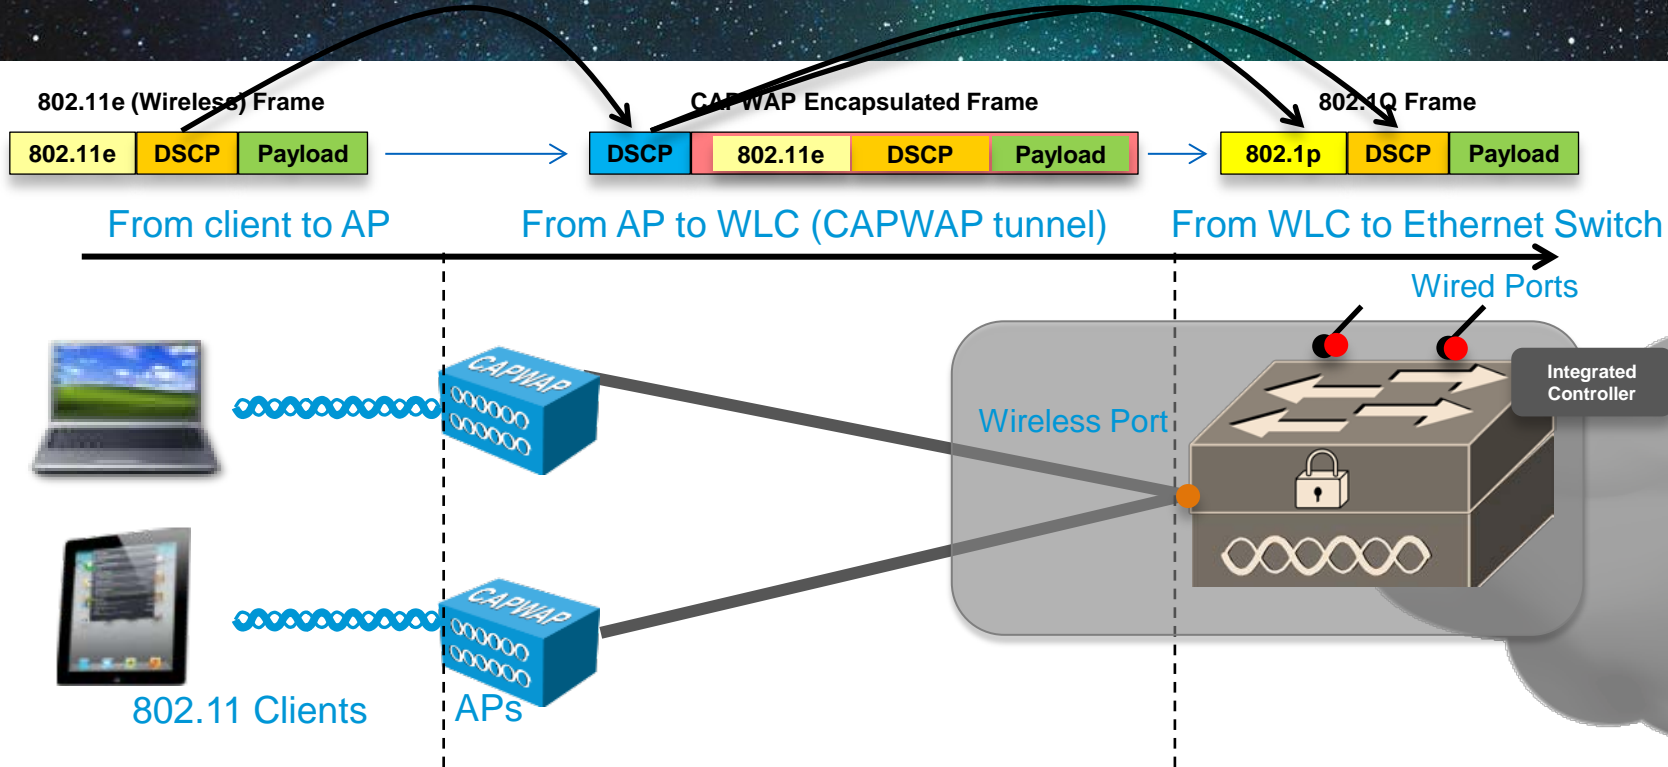 802.11e (Wireless) Frame
CAPWAP Encapsulated Frame
802.1Q Frame
802.11e DSCP Payload
DSCP 802.11e DSCP Payload
802.1p DSCP Payload
From client to AP
From AP to WLC (CAPWAP tunnel)
From WLC to Ethernet Switch
Wired Ports
Integrated
Controller
CAPWAP
Wireless Port
CAPWAP
802.11 Clients
APs